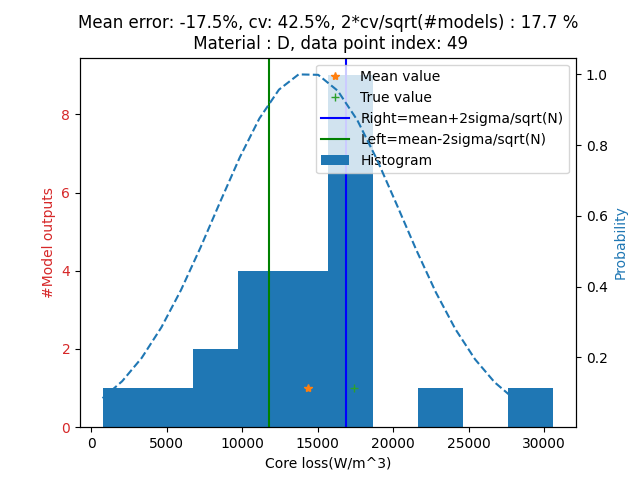 Mean error: -17.5%, cv: 42.5%, 2*cv/sqrt(#models) : 17.7 %
Material : D, data point index: 49
Mean value
True value
Right=mean+2sigma/sqrt(N)
Left=mean-2sigma/sqrt(N)
Histogram
#Model outputs
8
6
4
2
0
1.0
0.8
0.6
0.4
0.2
Probability
0 5000 10000 15000 20000 25000 30000
Core loss(W/m^3)